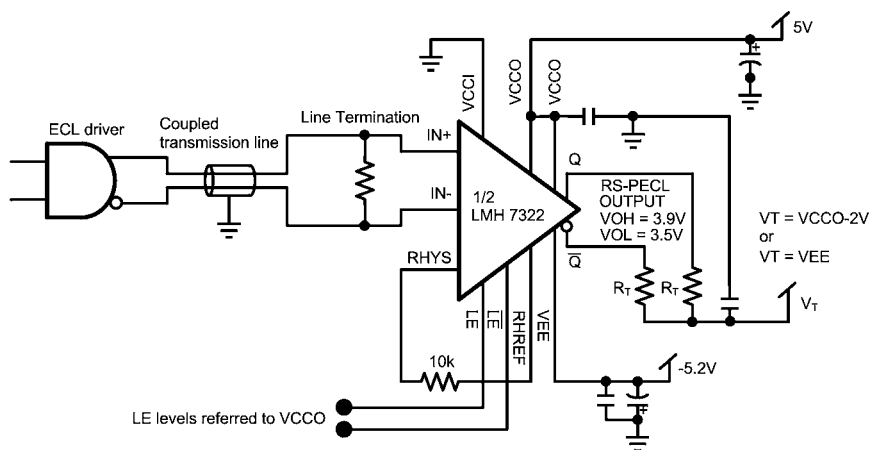 5V
ECL driver
Coupled
transmission line
Line Termination
VCCI
VCCO
VCCO
IN+
IN-
RHYS
1/2
LMH 7322
Q
RS-PECL
OUTPUT
VOH = 3.9V
VOL = 3.5V
Q
VT = VCCO-2V
or
VT = VEE
RT
RT
VT
LE
LE
RHREF
VEE
10k
-5.2V
LE levels referred to VCCO